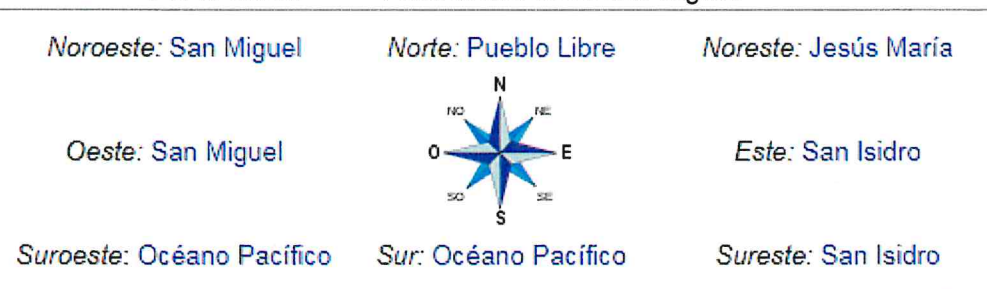 Noroeste: San Miguel Norte: Pueblo Libre Noreste: Jesús María
N
NO NE
Oeste: San Miguel O E Este: San Isidro
SO SE
S
Suroeste: Océano Pacífico Sur: Océano Pacífico Sureste: San Isidro